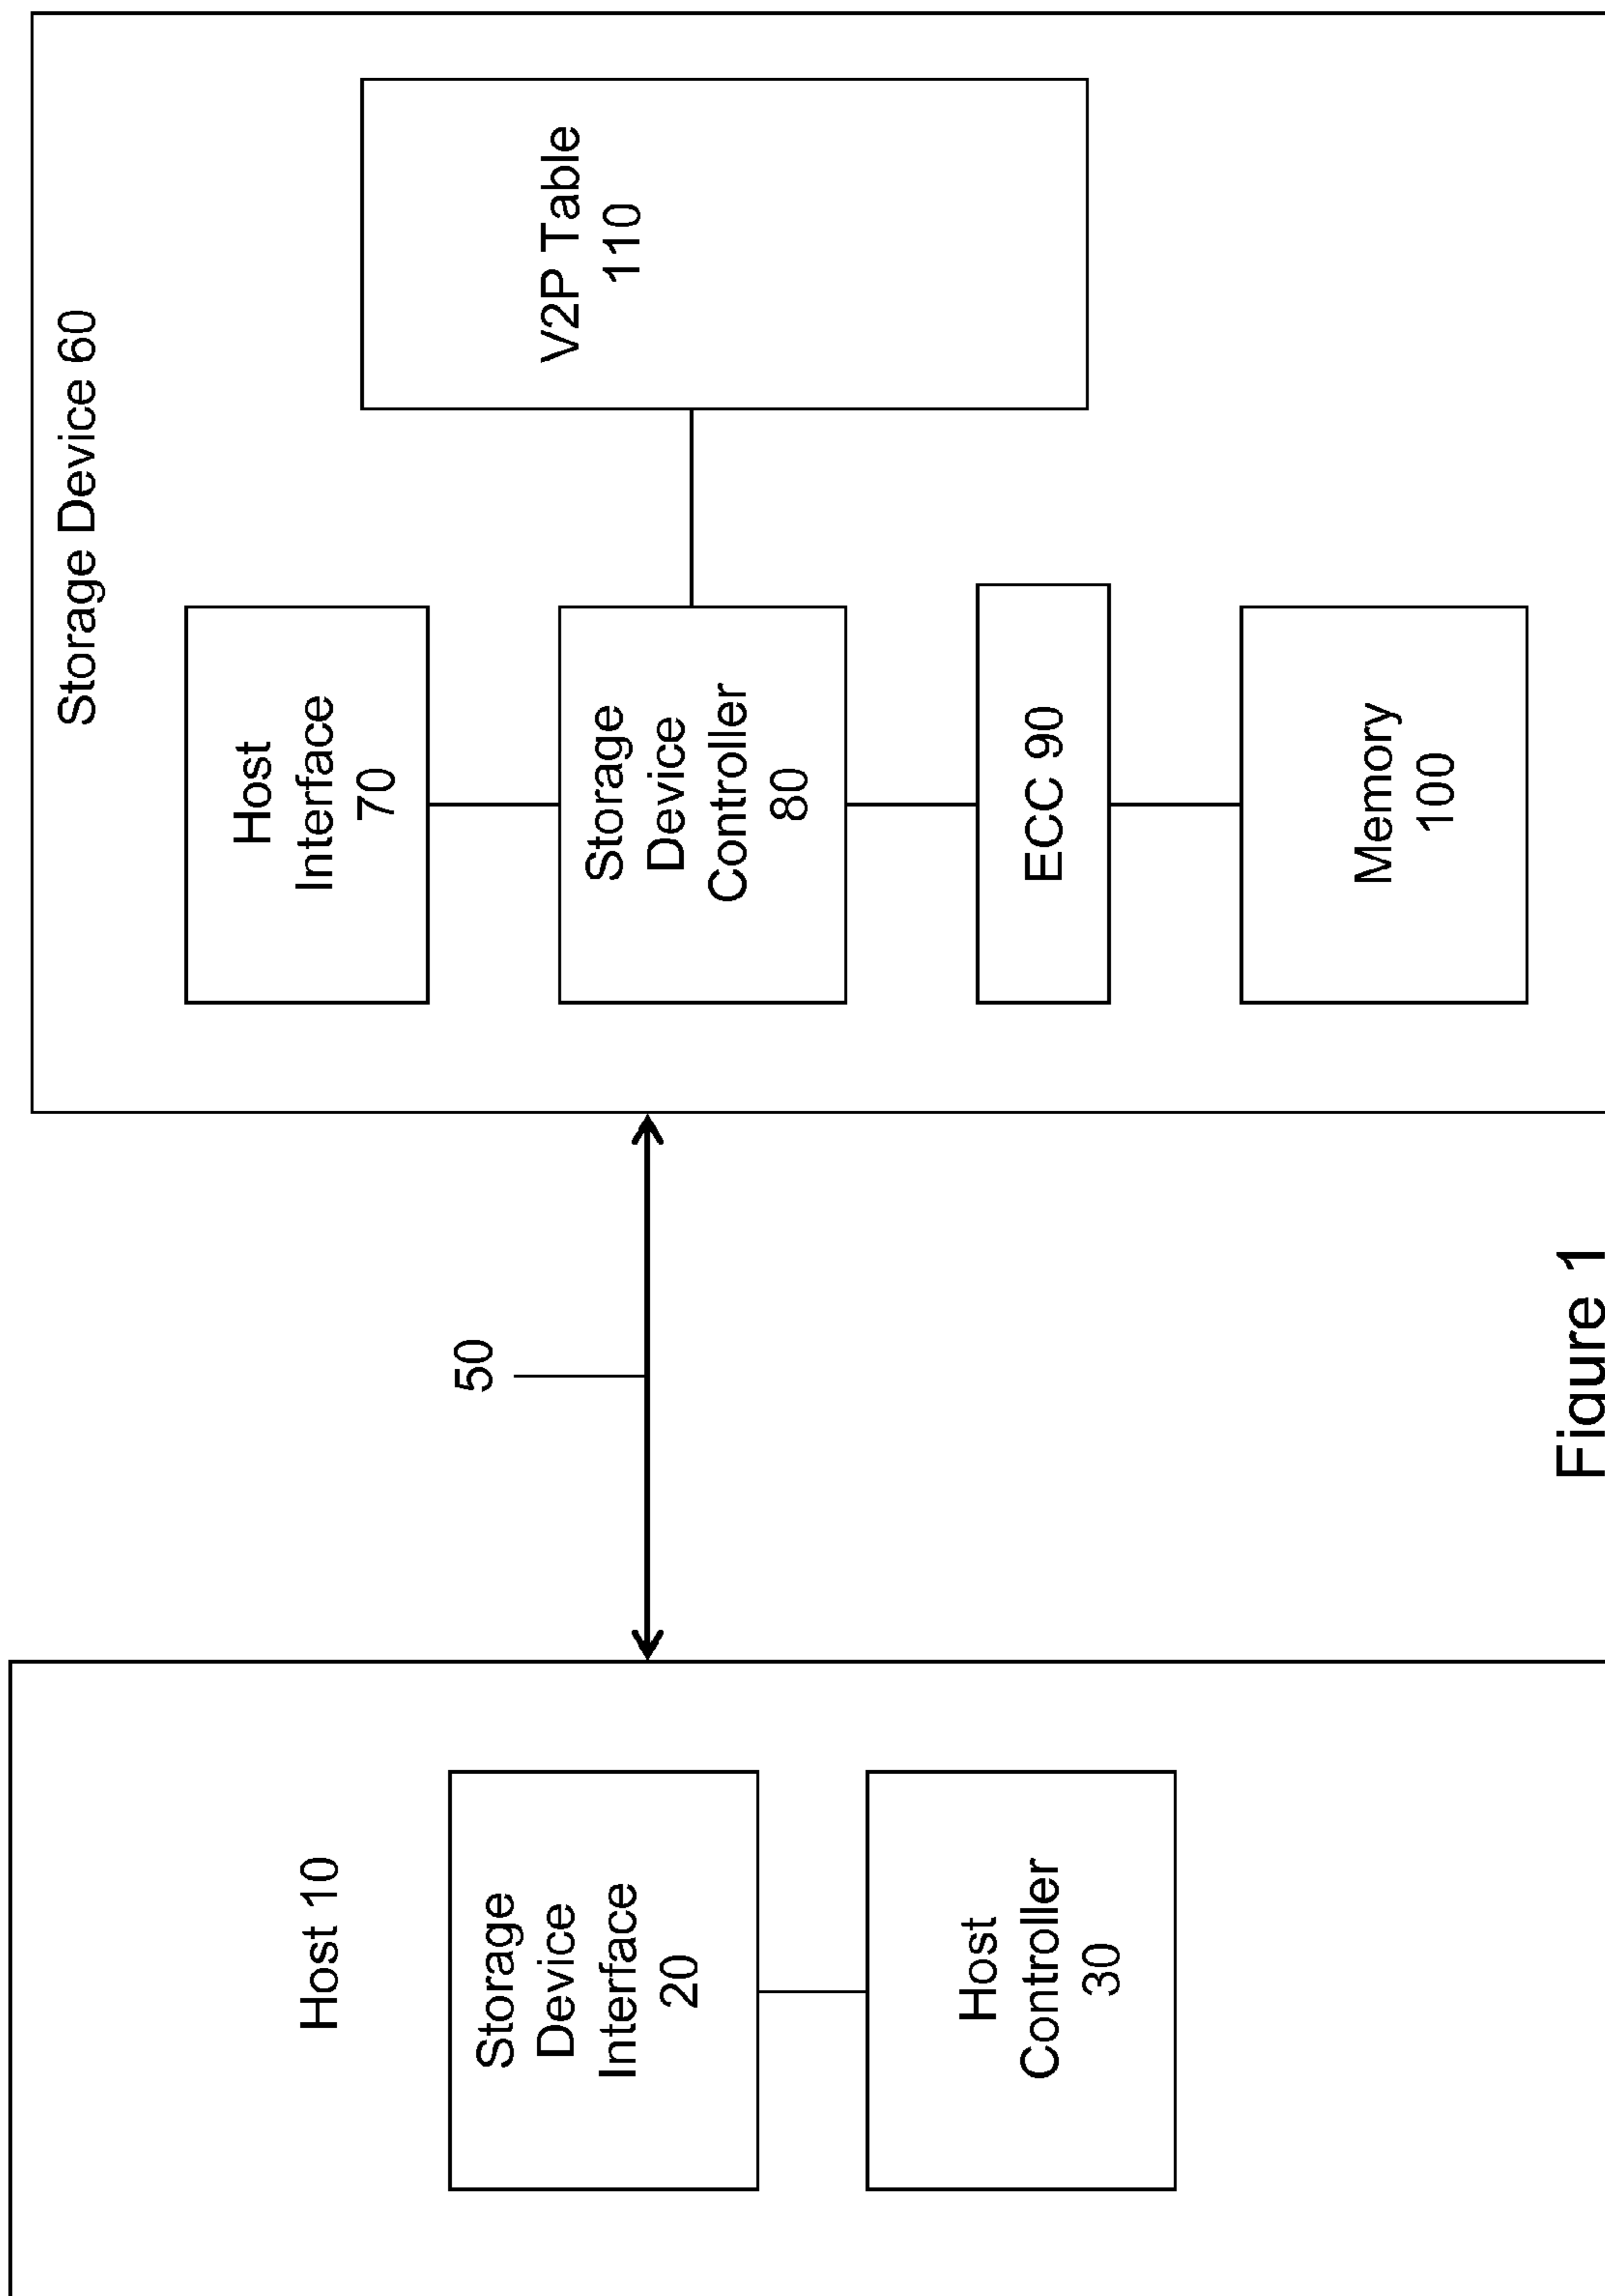 Host 10
Storage
Device
Interface
20
Host
Controller
30
50
Storage Device 60
Host
Interface
70
Storage
Device
Controller
80
ECC 90
Memory
100
V2P Table
110
Figure 1